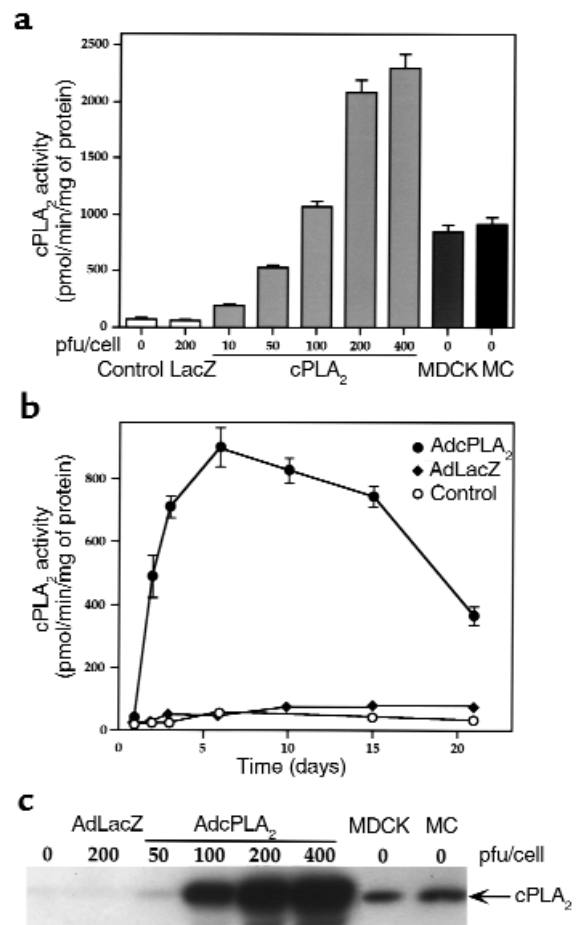 a
cPLA₂ activity
(pmol/min/mg of protein)
2500
2000
1500
1000
500
0
pfu/cell 0 200 10 50 100 200 400 0 0
Control LacZ cPLA₂ MDCK MC
b
cPLA₂ activity
(pmol/min/mg of protein)
800
600
400
200
0
AdcPLA₂
AdLacZ
Control
0 5 10 15 20
Time (days)
c
AdLacZ AdcPLA₂ MDCK MC
0 200 50 100 200 400 0 0 pfu/cell
cPLA₂